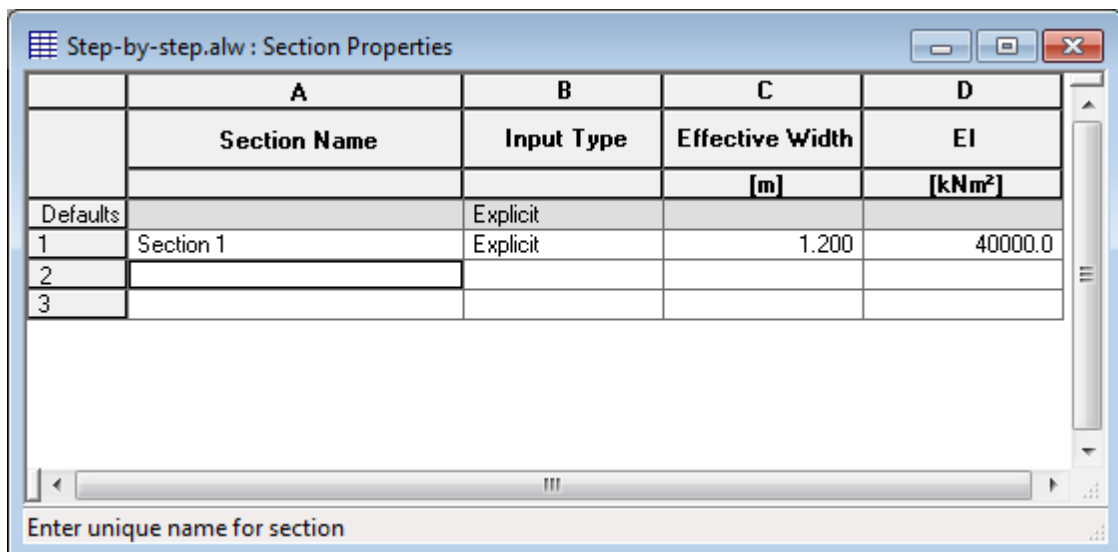 Step-by-step.alw : Section Properties
A B C D
Section Name Input Type Effective Width EI
[m] [kNm²]
Defaults Explicit
1 Section 1 Explicit 1.200 40000.0
2
3
Enter unique name for section